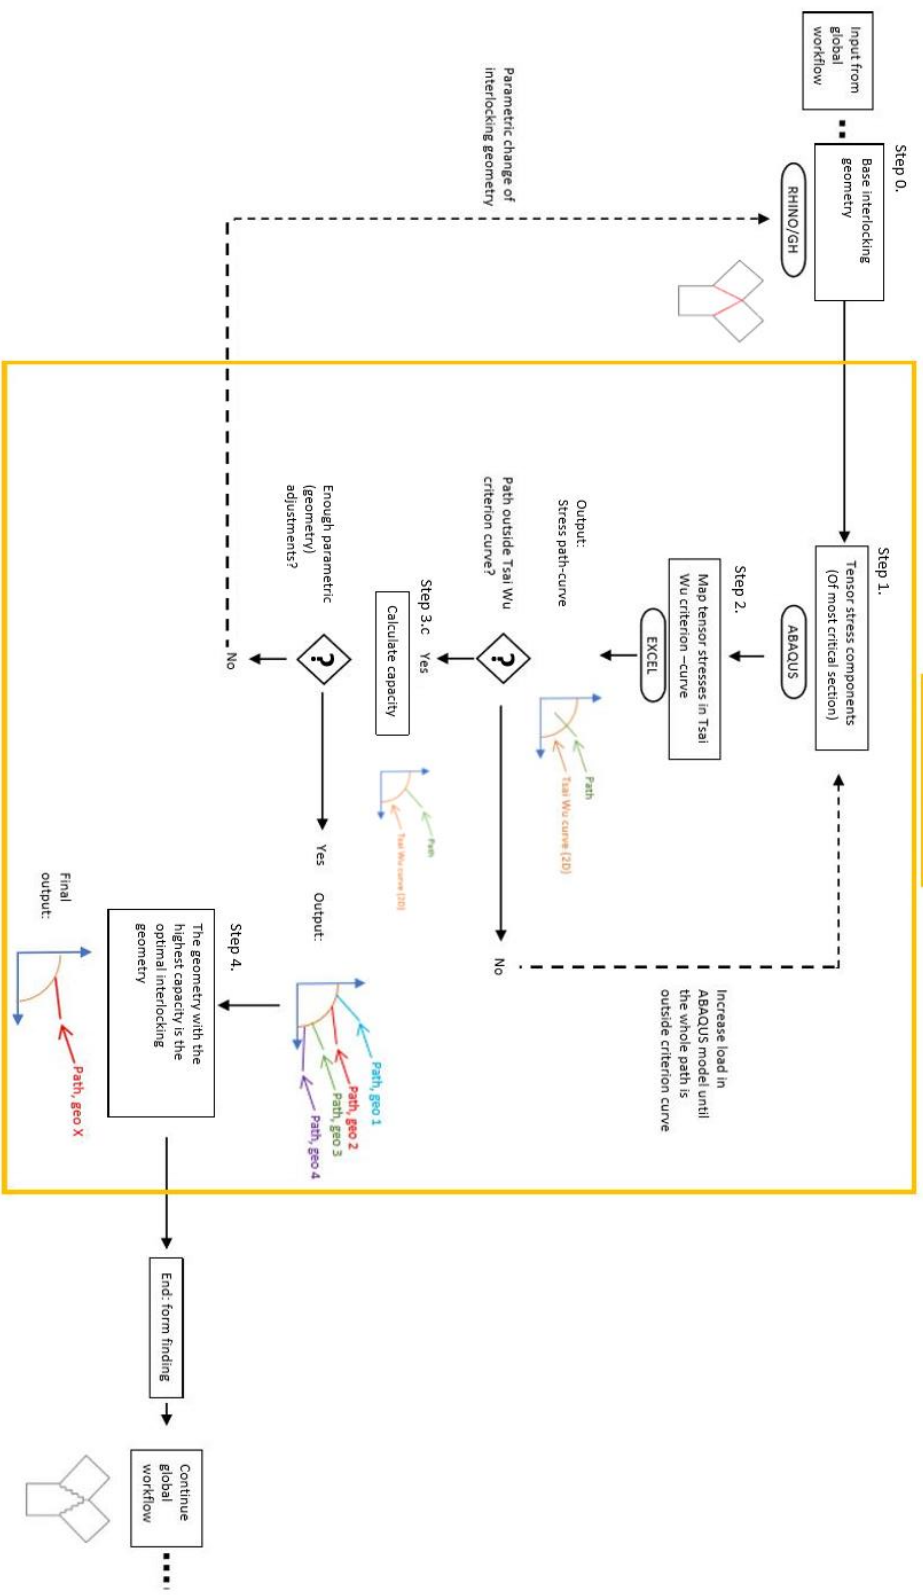 Input from
global
workflow
Step 0.
Base interlocking
geometry
RHINO/GH
Parametric change of
interlocking geometry
Step 1.
Tensor stress components
(Of most critical section)
ABAQUS
Step 2.
Map tensor stresses in Tsai
Wu criterion –curve
EXCEL
Output:
Stress path-curve
Path
Tsai Wu curve (2D)
Increase load in
ABAQUS model until
the whole path is
outside criterion curve
Path outside Tsai Wu
criterion curve?
?
No
Yes
Step 3.c
Calculate capacity
Path
Tsai Wu curve (2D)
Enough parametric
(geometry)
adjustments?
?
Yes
No
Output:
Path, geo 1
Path, geo 2
Path, geo 3
Path, geo 4
Step 4.
The geometry with the
highest capacity is the
optimal interlocking
geometry
Final
output:
Path, geo X
End: form finding
Continue
global
workflow